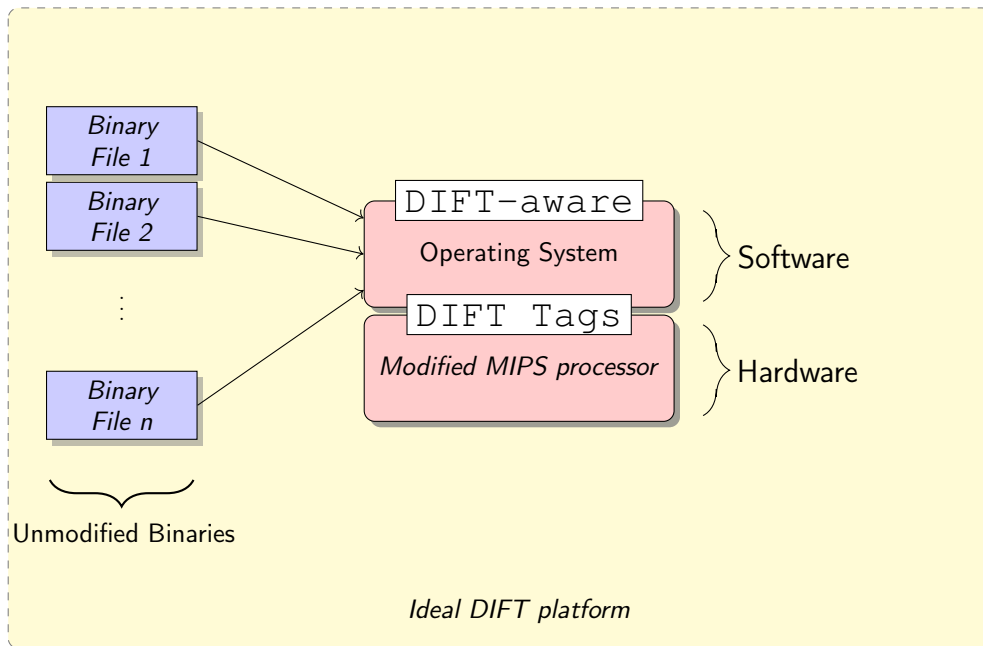 Binary
File 1
Binary
File 2
⋮
Binary
File n
Unmodified Binaries
DIFT-aware
Operating System
DIFT Tags
Modified MIPS processor
Software
Hardware
Ideal DIFT platform